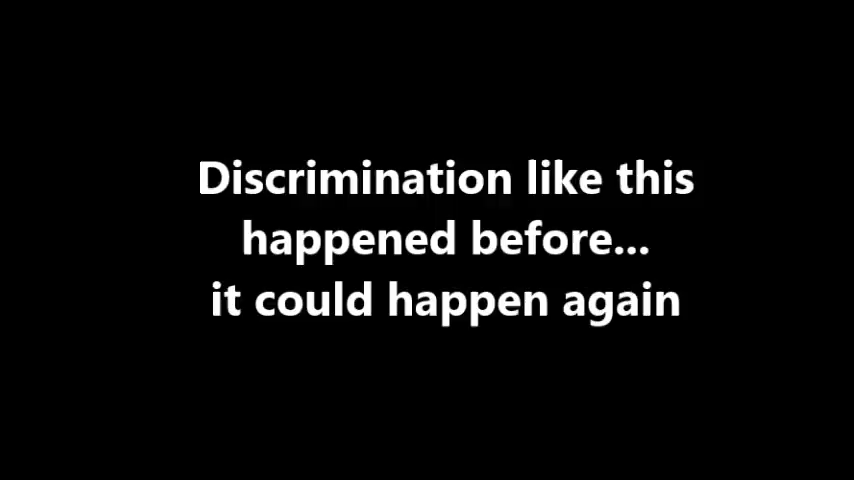 Discrimination like this
happened before...
it could happen again